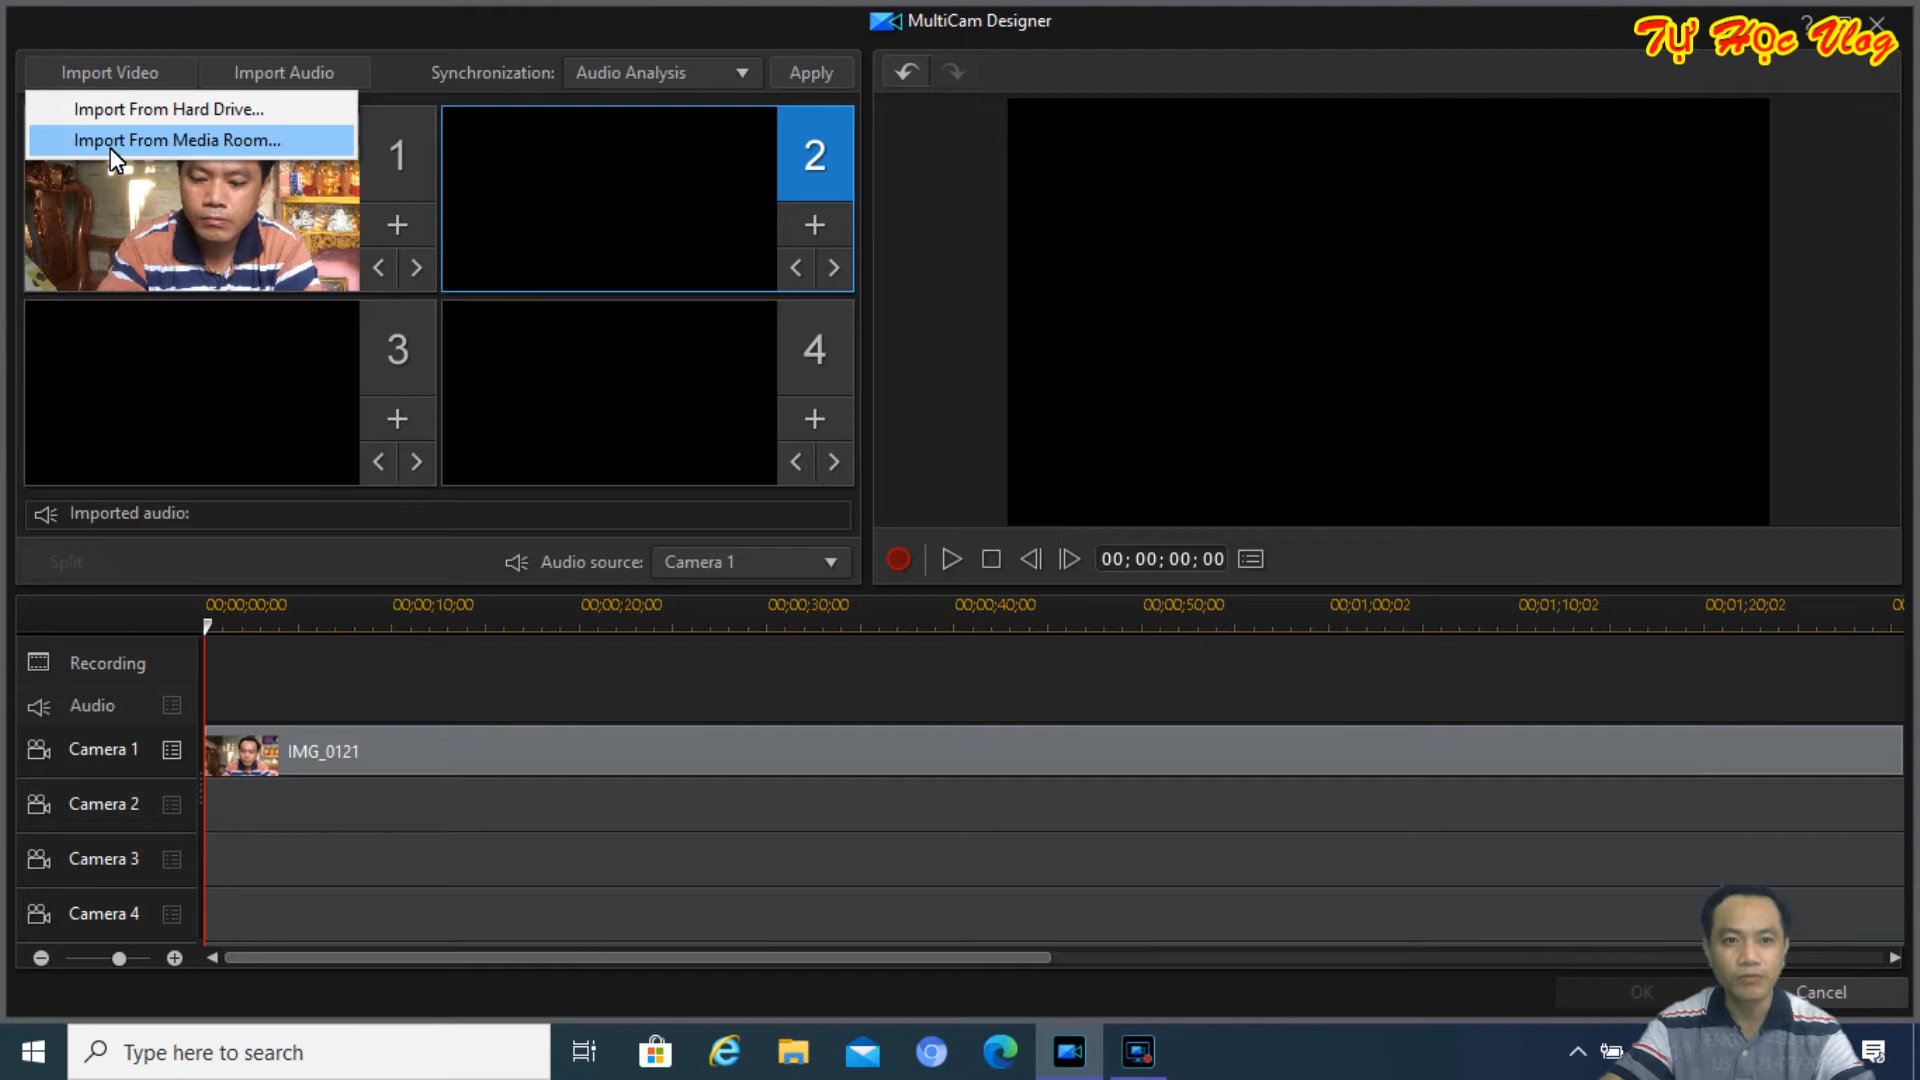 MultiCam Designer
?
Tự Học Vlog
Import Video
Import Audio
Synchronization:
Audio Analysis
Apply
Import From Hard Drive...
Import From Media Room...
1
2
3
4
Imported audio:
Split
Audio source:
Camera 1
00;00;00;00
00;00;00;00
00;00;10;00
00;00;20;00
00;00;30;00
00;00;40;00
00;00;50;00
00;01;00;02
00;01;10;02
00;01;20;02
Recording
Audio
Camera 1
IMG_0121
Camera 2
Camera 3
Camera 4
OK
Cancel
Type here to search
ENG
US